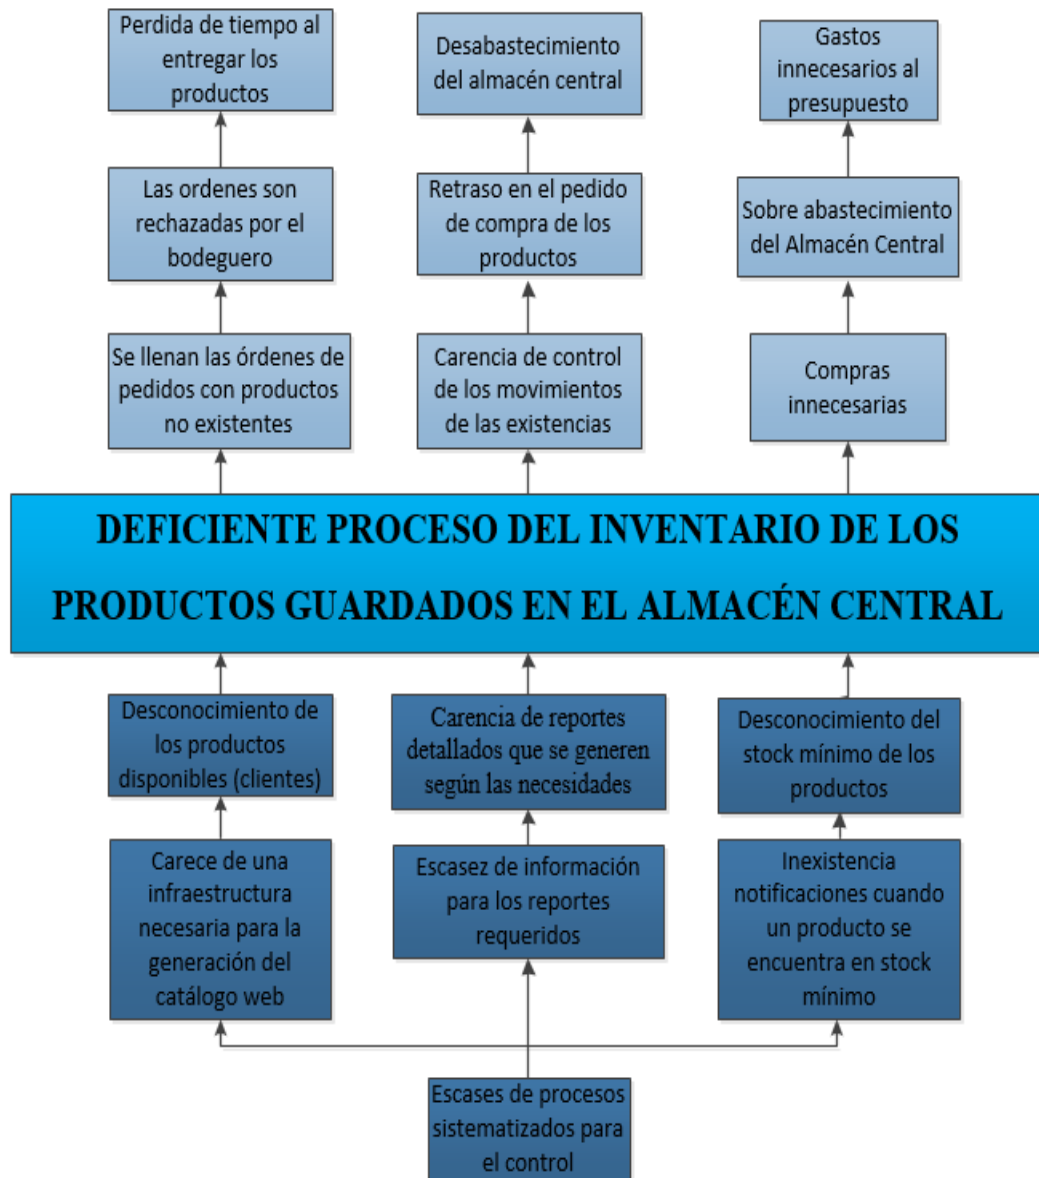 Perdida de tiempo al
entregar los
productos
Desabastecimiento
del almacén central
Gastos
innecesarios al
presupuesto
Las ordenes son
rechazadas por el
bodeguero
Retraso en el pedido
de compra de los
productos
Sobre abastecimiento
del Almacén Central
Se llenan las órdenes de
pedidos con productos
no existentes
Carencia de control
de los movimientos
de las existencias
Compras
innecesarias
DEFICIENTE PROCESO DEL INVENTARIO DE LOS
PRODUCTOS GUARDADOS EN EL ALMACÉN CENTRAL
Desconocimiento de
los productos
disponibles (clientes)
Carencia de reportes
detallados que se generen
según las necesidades
Desconocimiento del
stock mínimo de los
productos
Carece de una
infraestructura
necesaria para la
generación del
catálogo web
Escasez de información
para los reportes
requeridos
Inexistencia
notificaciones cuando
un producto se
encuentra en stock
mínimo
Escases de procesos
sistematizados para
el control